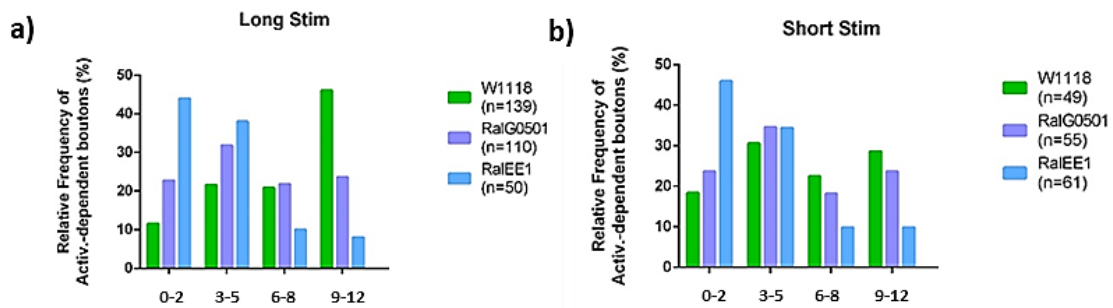 a)
Long Stim
Relative Frequency of
Activ.-dependent boutons (%)
50
40
30
20
10
0
0-2
3-5
6-8
9-12
W1118
(n=139)
RalG0501
(n=110)
RalEE1
(n=50)
b)
Short Stim
Relative Frequency of
Activ.-dependent boutons (%)
50
40
30
20
10
0
0-2
3-5
6-8
9-12
W1118
(n=49)
RalG0501
(n=55)
RalEE1
(n=61)